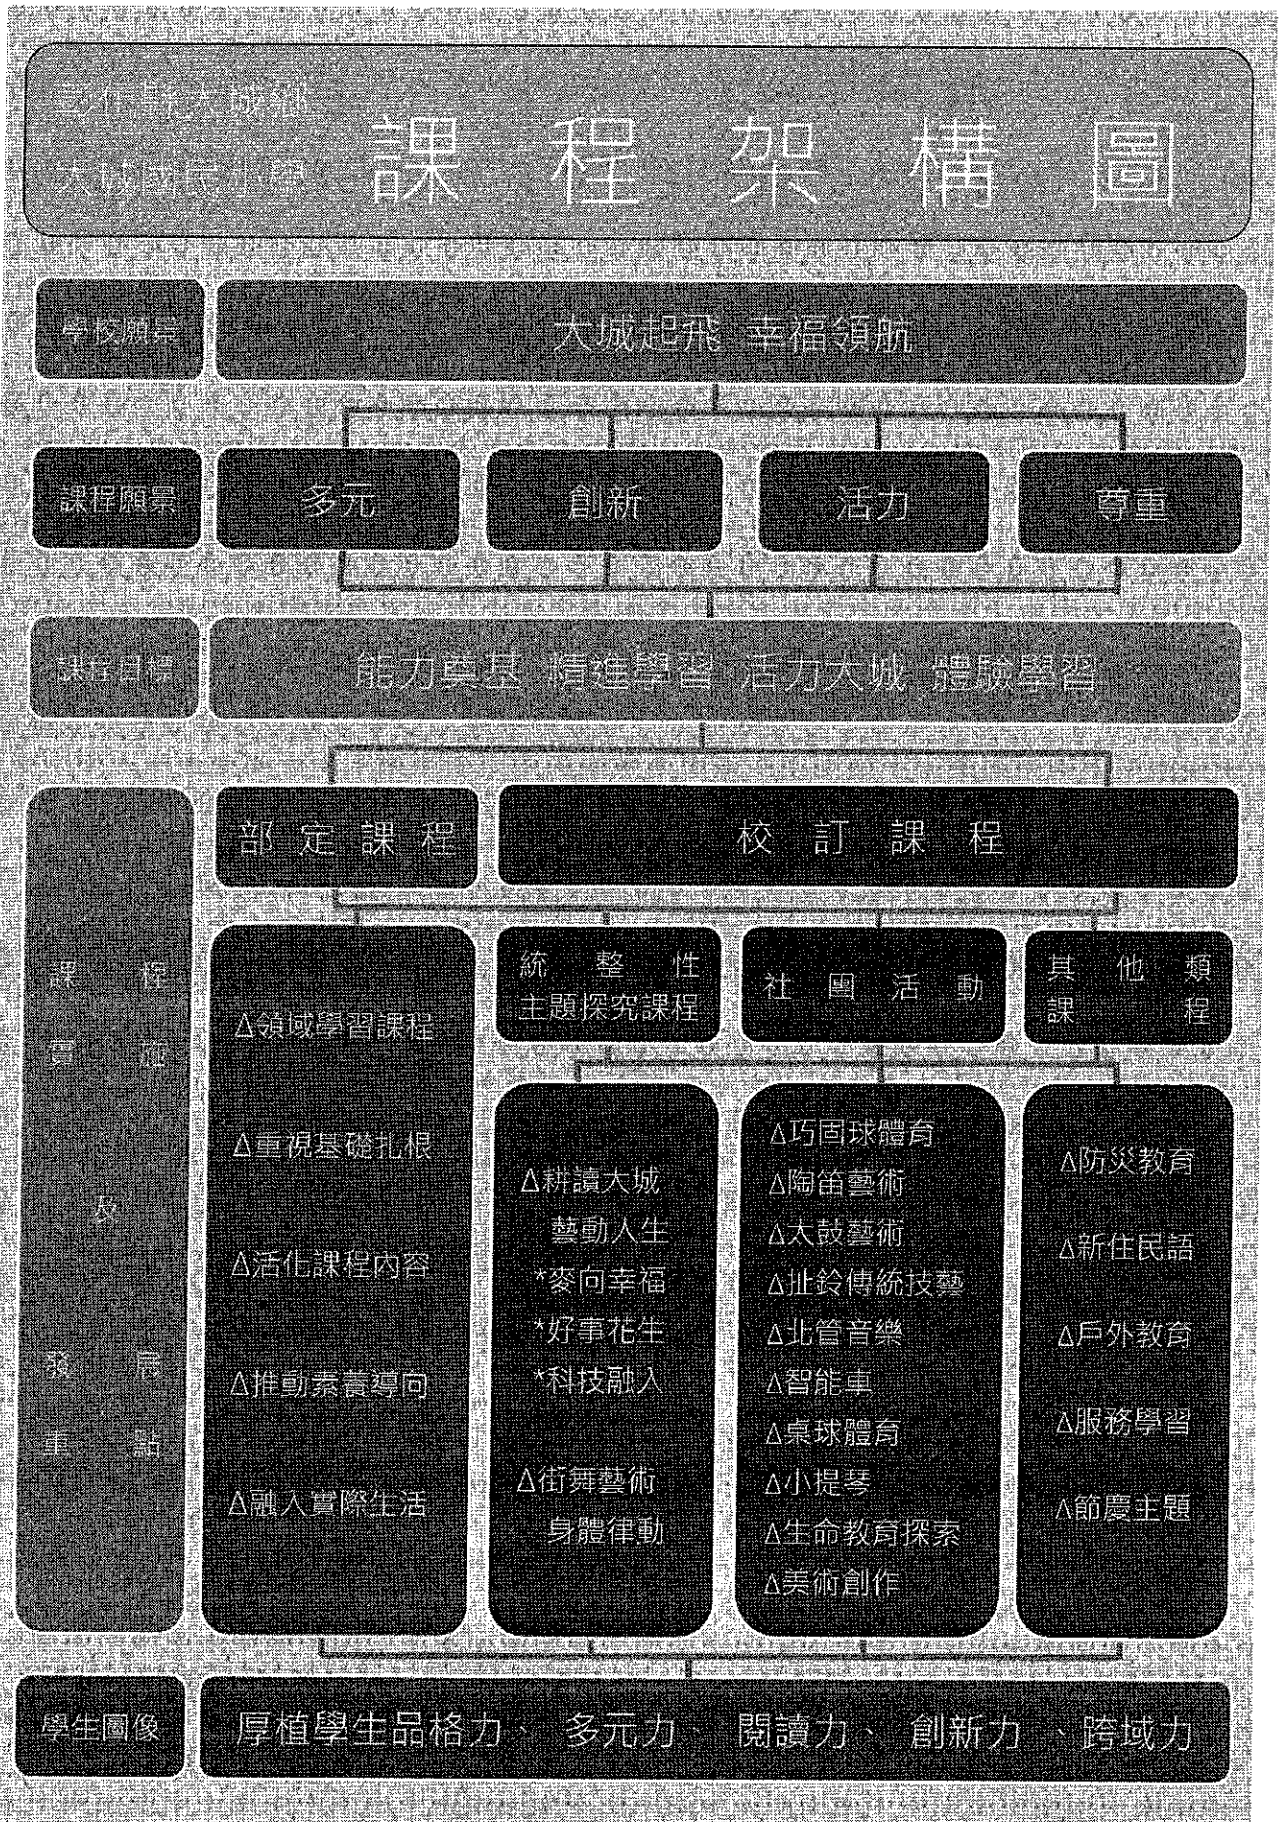 彰化縣大城鄉
大城國民小學
課程架構圖
學校願景
大城起飛 幸福領航
課程願景
多元
創新
活力
尊重
課程目標
能力奠基 精進學習 活力大城 體驗學習
課程
實施
及
發展
重點
部定課程
校訂課程
Δ領域學習課程
Δ重視基礎扎根
Δ活化課程內容
Δ推動素養導向
Δ融入實際生活
統整性
主題探究課程
Δ耕讀大城
藝動人生
*麥向幸福
*好事花生
*科技融入
Δ街舞藝術
身體律動
社團活動
Δ巧固球體育
Δ陶笛藝術
Δ太鼓藝術
Δ扯鈴傳統技藝
Δ北管音樂
Δ智能車
Δ桌球體育
Δ小提琴
Δ生命教育探索
Δ美術創作
其他類
課程
Δ防災教育
Δ新住民語
Δ戶外教育
Δ服務學習
Δ節慶主題
學生圖像
厚植學生品格力、多元力、閱讀力、創新力、跨域力